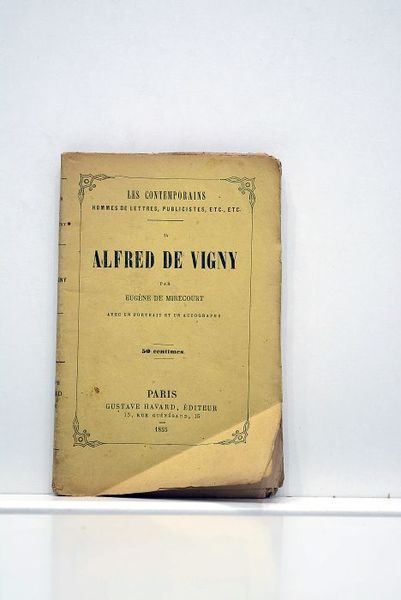 LES CONTEMPORAINS
HOMMES DE LETTRES, PUBLICISTES, ETC., ETC.
ALFRED DE VIGNY
PAR
EUGÈNE DE MIRECOURT
AVEC UN PORTRAIT ET UN AUTOGRAPHE
50 centimes.
PARIS
GUSTAVE HAVARD, ÉDITEUR
15, RUE GUÉNÉGAUD, 15
1855